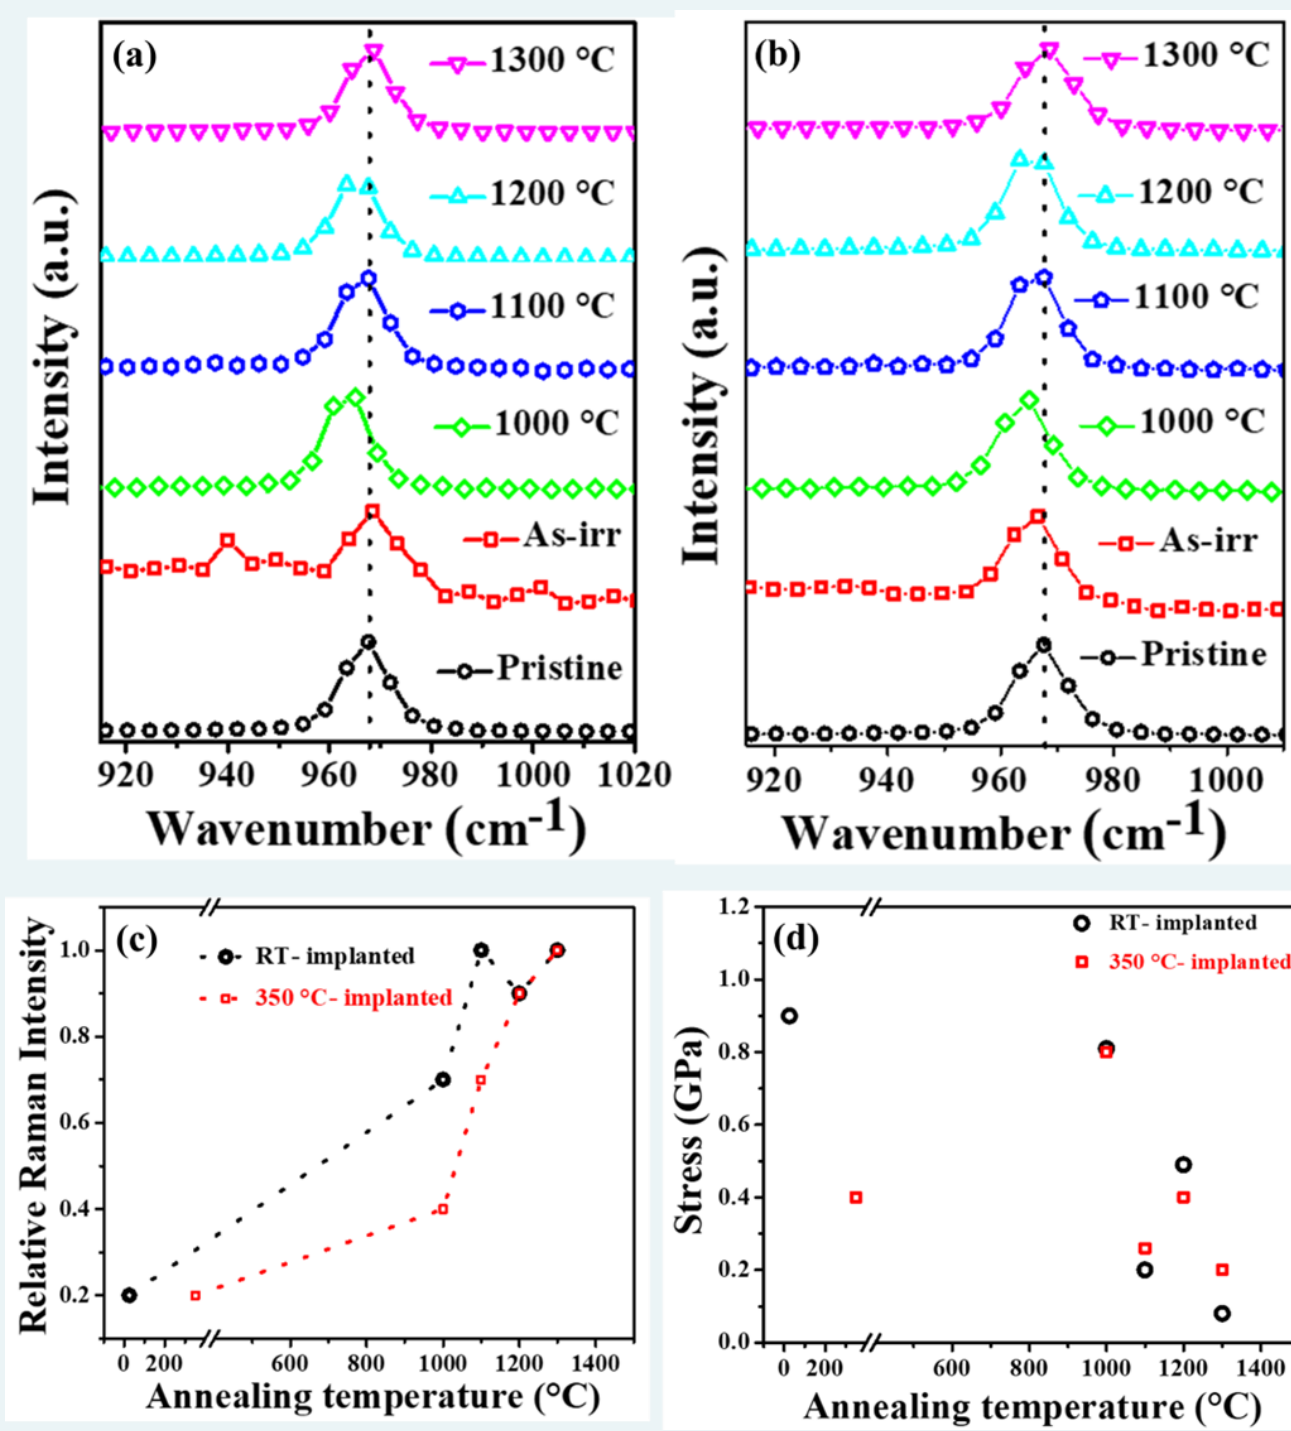 (a)
1300 °C
1200 °C
1100 °C
1000 °C
As-irr
Pristine
Intensity (a.u.)
920 940 960 980 1000 1020
Wavenumber (cm-1)
(b)
1300 °C
1200 °C
1100 °C
1000 °C
As-irr
Pristine
Intensity (a.u.)
920 940 960 980 1000
Wavenumber (cm-1)
(c)
RT- implanted
350 °C- implanted
Relative Raman Intensity
1.0
0.8
0.6
0.4
0.2
0 200 600 800 1000 1200 1400
Annealing temperature (°C)
(d)
RT- implanted
350 °C- implanted
Stress (GPa)
1.2
1.0
0.8
0.6
0.4
0.2
0.0
0 200 600 800 1000 1200 1400
Annealing temperature (°C)